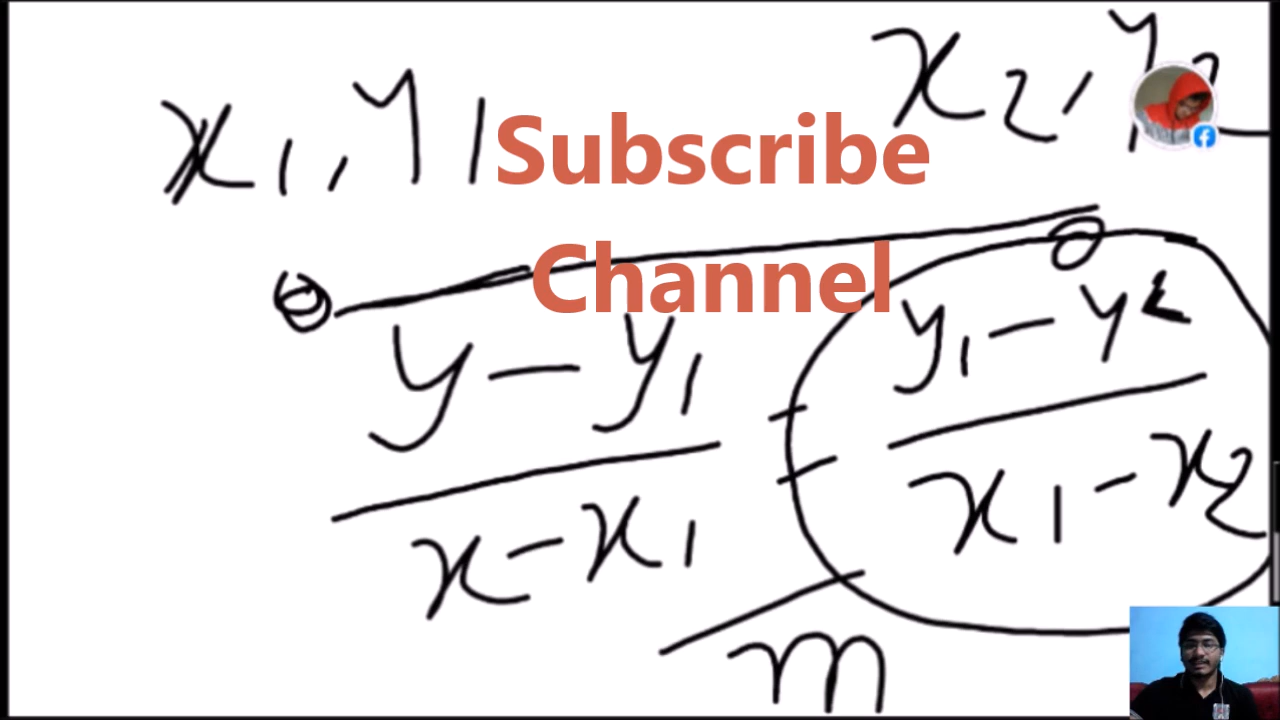 x1, y1
x2, y2
Subscribe
Channel
y - y1 / x - x1 = y1 - y2 / x1 - x2
m